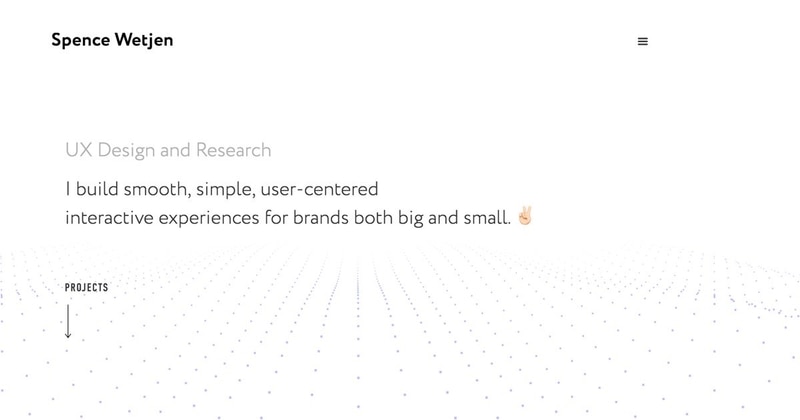 Spence Wetjen
UX Design and Research
I build smooth, simple, user-centered
interactive experiences for brands both big and small. ✌🏻
PROJECTS